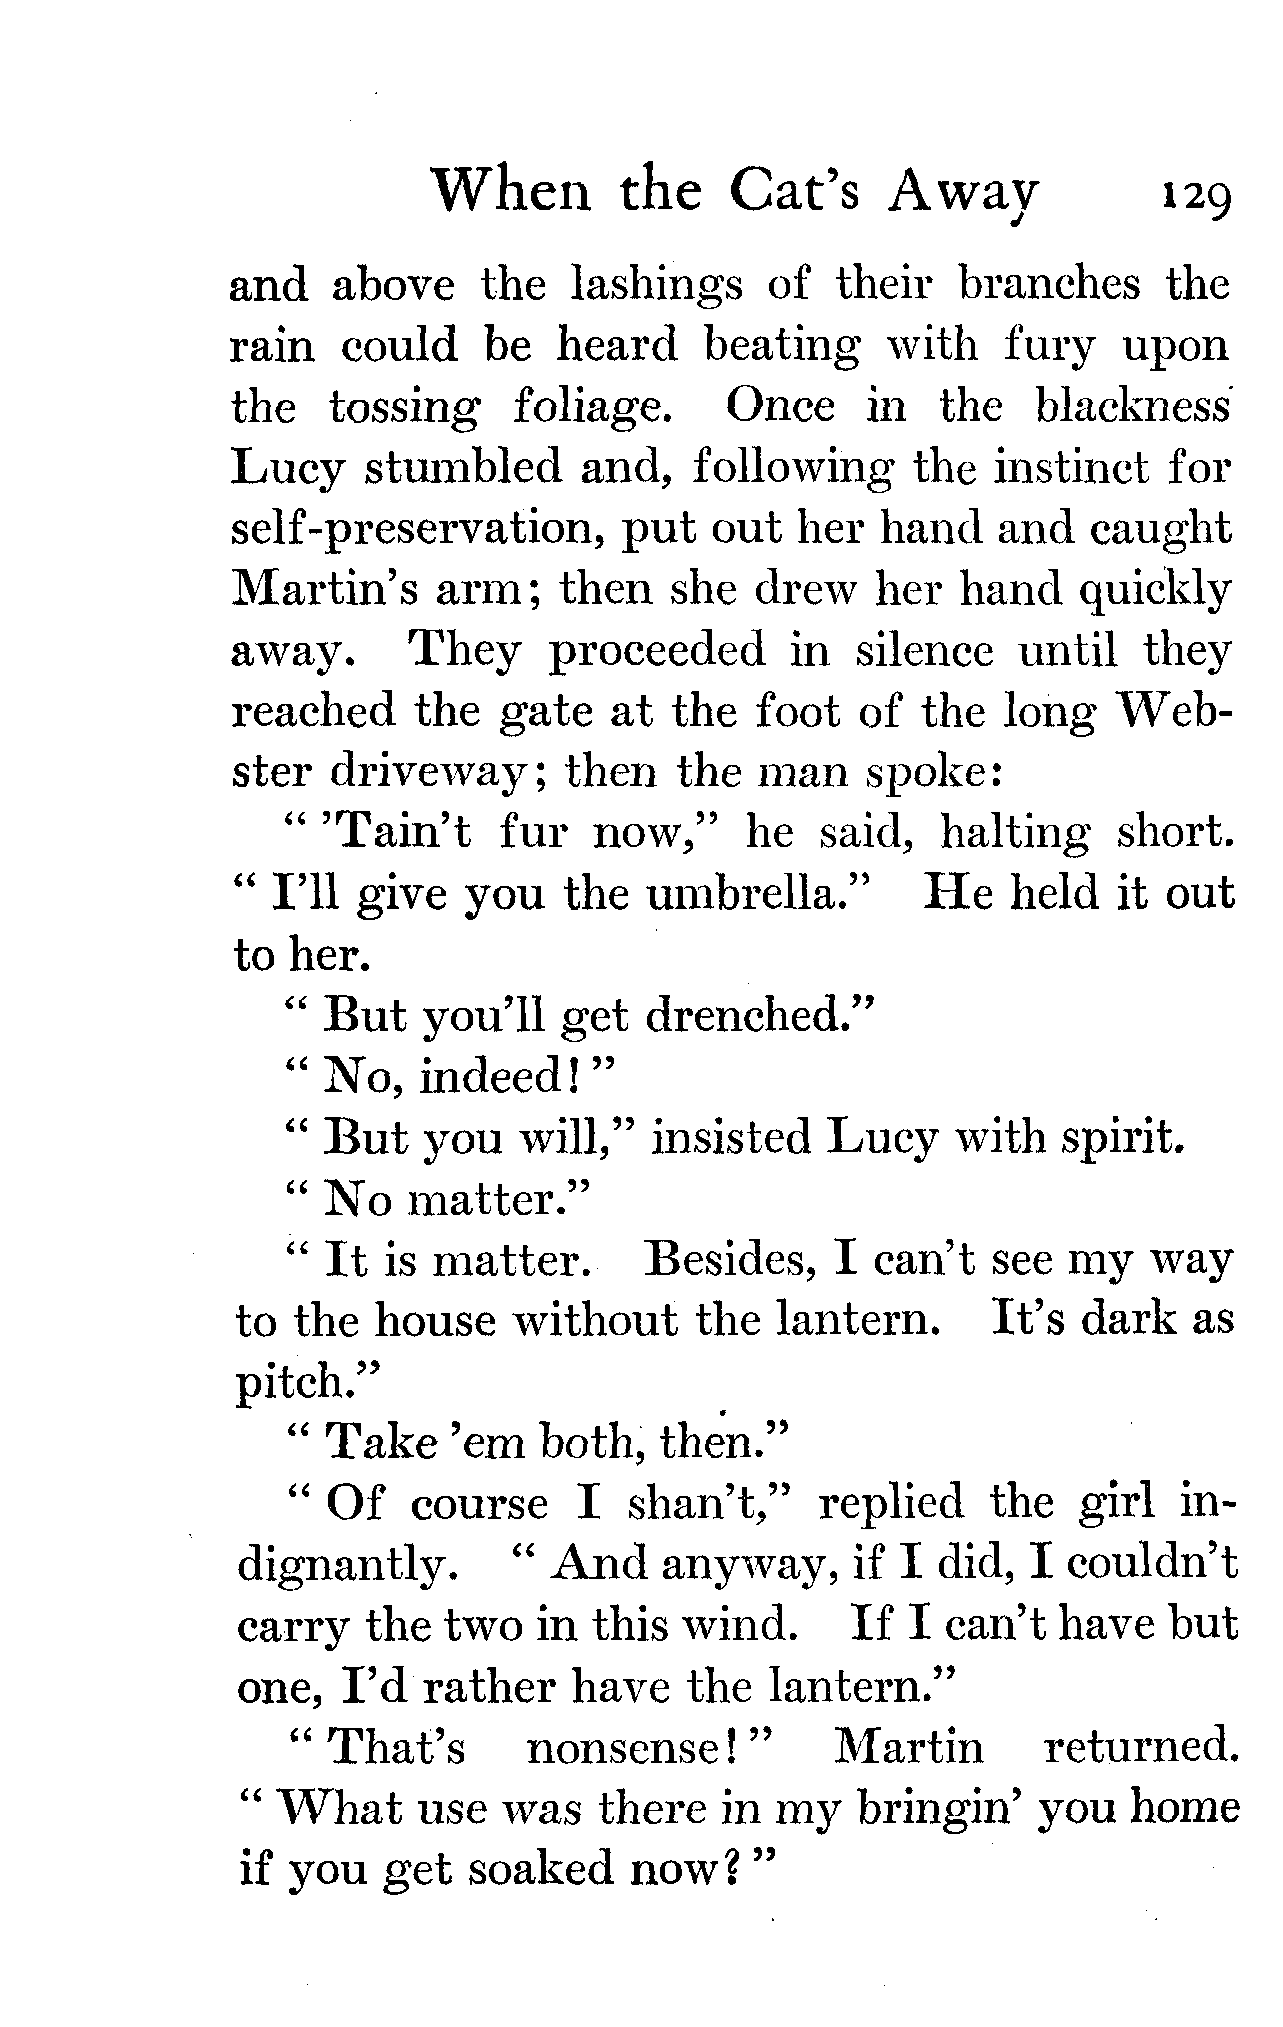 When the Cat's Away 129
and above the lashings of their branches the
rain could be heard beating with fury upon
the tossing foliage. Once in the blackness
Lucy stumbled and, following the instinct for
self-preservation, put out her hand and caught
Martin's arm; then she drew her hand quickly
away. They proceeded in silence until they
reached the gate at the foot of the long Web-
ster driveway; then the man spoke:
" 'Tain't fur now," he said, halting short.
" I'll give you the umbrella." He held it out
to her.
" But you'll get drenched."
" No, indeed! "
" But you will," insisted Lucy with spirit.
" No matter."
" It is matter. Besides, I can't see my way
to the house without the lantern. It's dark as
pitch."
" Take 'em both, then."
" Of course I shan't," replied the girl in-
dignantly. " And anyway, if I did, I couldn't
carry the two in this wind. If I can't have but
one, I'd rather have the lantern."
" That's nonsense! " Martin returned.
" What use was there in my bringin' you home
if you get soaked now? "